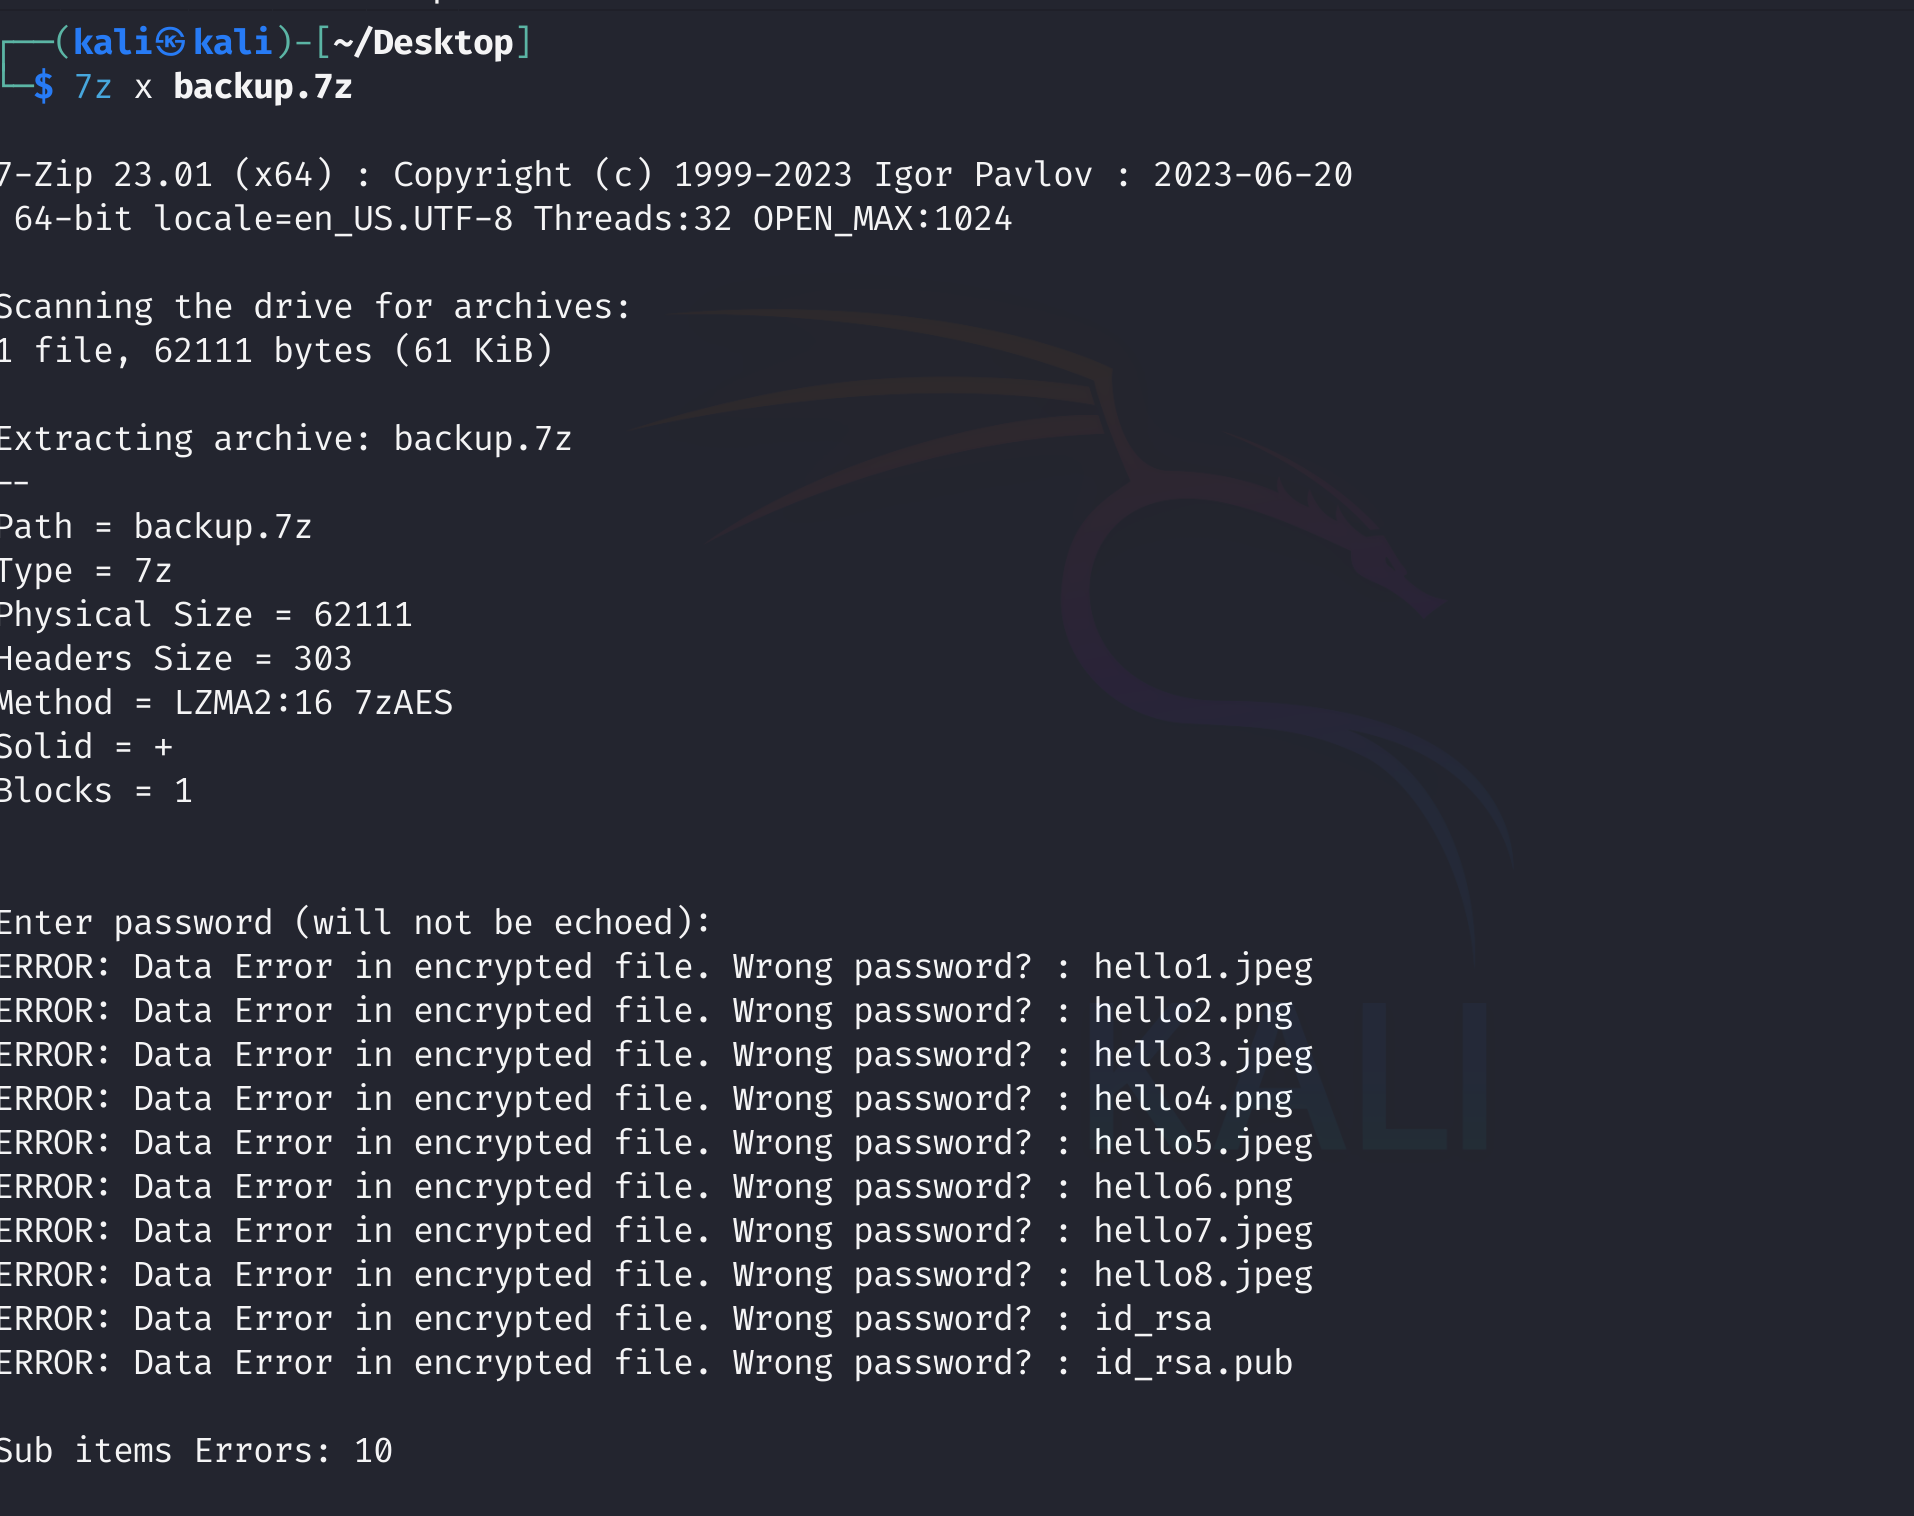 ┌──(kali㉿kali)-[~/Desktop]
└─$ 7z x backup.7z
7-Zip 23.01 (x64) : Copyright (c) 1999-2023 Igor Pavlov : 2023-06-20
64-bit locale=en_US.UTF-8 Threads:32 OPEN_MAX:1024
Scanning the drive for archives:
1 file, 62111 bytes (61 KiB)
Extracting archive: backup.7z
--
Path = backup.7z
Type = 7z
Physical Size = 62111
Headers Size = 303
Method = LZMA2:16 7zAES
Solid = +
Blocks = 1
Enter password (will not be echoed):
ERROR: Data Error in encrypted file. Wrong password? : hello1.jpeg
ERROR: Data Error in encrypted file. Wrong password? : hello2.png
ERROR: Data Error in encrypted file. Wrong password? : hello3.jpeg
ERROR: Data Error in encrypted file. Wrong password? : hello4.png
ERROR: Data Error in encrypted file. Wrong password? : hello5.jpeg
ERROR: Data Error in encrypted file. Wrong password? : hello6.png
ERROR: Data Error in encrypted file. Wrong password? : hello7.jpeg
ERROR: Data Error in encrypted file. Wrong password? : hello8.jpeg
ERROR: Data Error in encrypted file. Wrong password? : id_rsa
ERROR: Data Error in encrypted file. Wrong password? : id_rsa.pub
Sub items Errors: 10
KALI